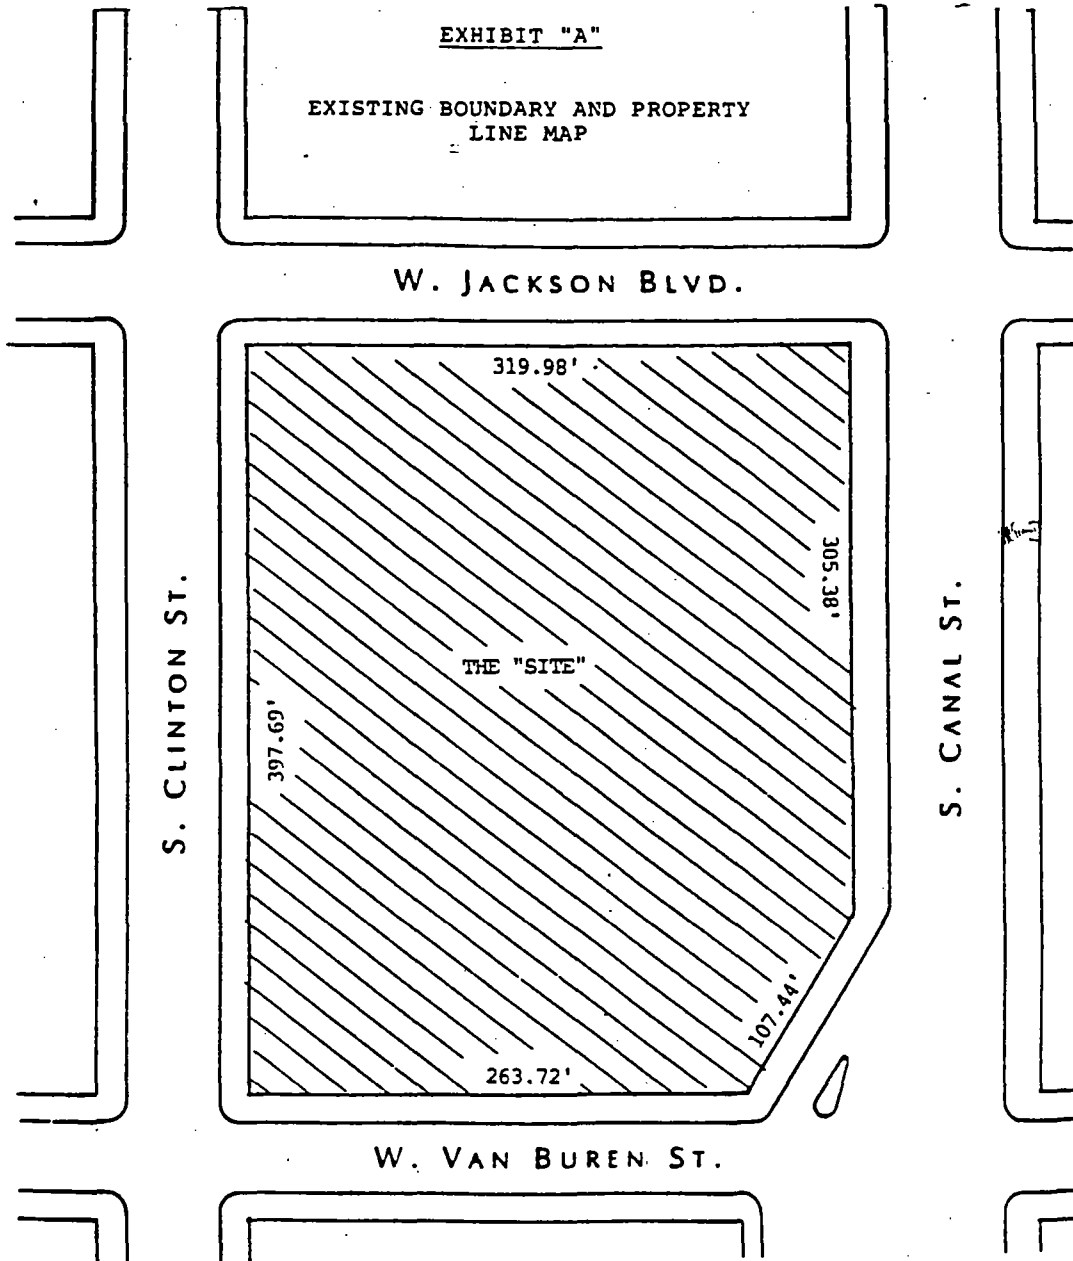 EXHIBIT "A"
EXISTING BOUNDARY AND PROPERTY
LINE MAP
W. JACKSON BLVD.
319.98'
305.38'
S. CLINTON ST.
S. CANAL ST.
THE "SITE"
397.69'
107.44'
263.72'
W. VAN BUREN ST.